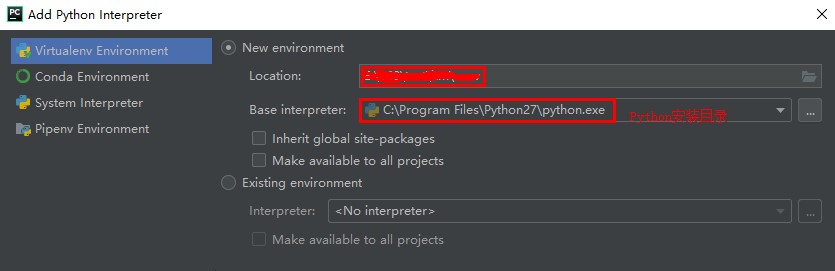 PC Add Python Interpreter
Virtualenv Environment
Conda Environment
System Interpreter
Pipenv Environment
New environment
Location:
Base interpreter: C:\Program Files\Python27\python.exe ... Python安装目录
Inherit global site-packages
Make available to all projects
Existing environment
Interpreter: <No interpreter> ...
Make available to all projects